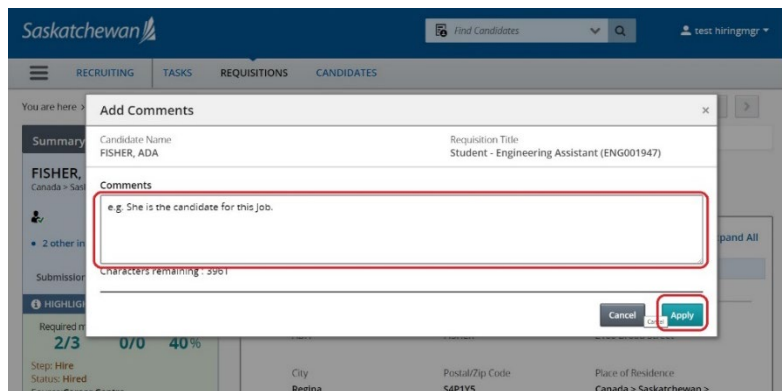 Saskatchewan
Find Candidates
test hiringmgr
RECRUITING TASKS REQUISITIONS CANDIDATES
You are here >
Add Comments ×
Summary
Candidate Name Requisition Title
FISHER, ADA Student - Engineering Assistant (ENG001947)
FISHER,
Canada > Sas
Comments
e.g. She is the candidate for this Job.
2 other in
pand All
Characters remaining : 3961
Submission
HIGHLIGH
Cancel Apply
Required m
2/3 0/0 40%
Step: Hire
Status: Hired
City Postal/Zip Code Place of Residence
Regina S4P1Y5 Canada > Saskatchewan >